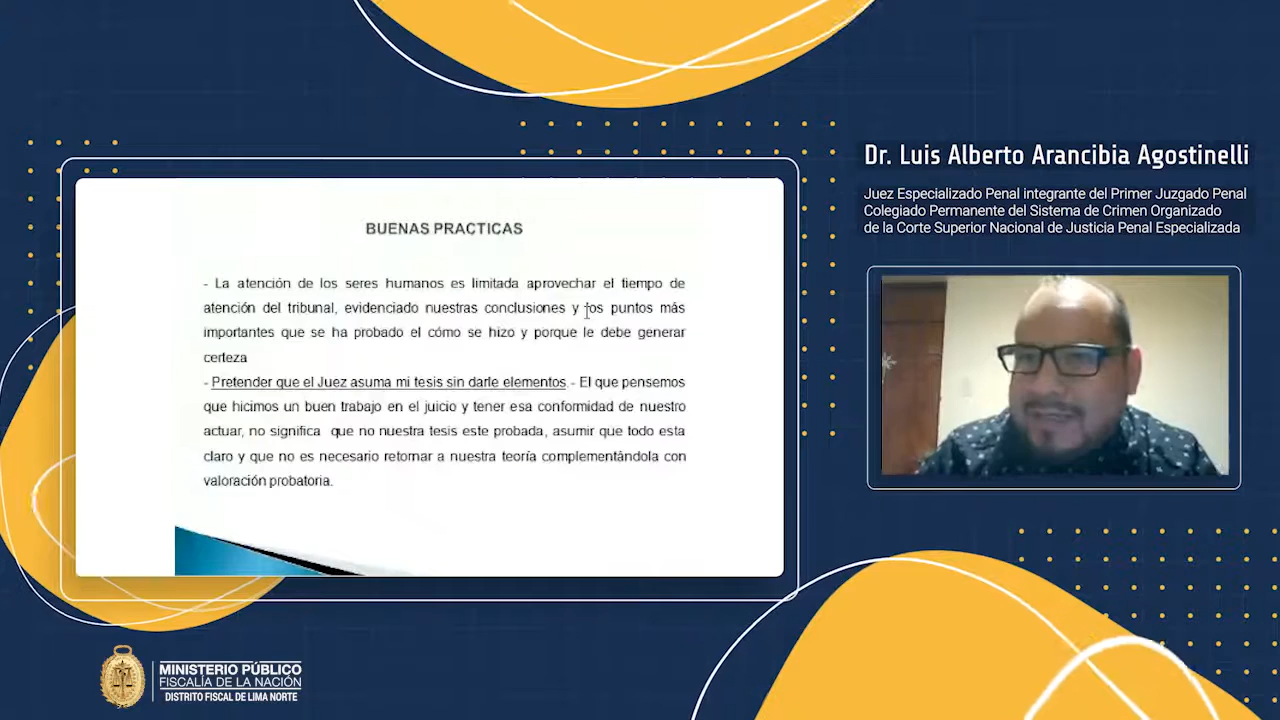 BUENAS PRACTICAS
- La atención de los seres humanos es limitada aprovechar el tiempo de
atención del tribunal, evidenciado nuestras conclusiones y los puntos más
importantes que se ha probado el cómo se hizo y porque le debe generar
certeza
- Pretender que el Juez asuma mi tesis sin darle elementos.- El que pensemos
que hicimos un buen trabajo en el juicio y tener esa conformidad de nuestro
actuar, no significa que no nuestra tesis este probada, asumir que todo esta
claro y que no es necesario retornar a nuestra teoría complementándola con
valoración probatoria.
Dr. Luis Alberto Arancibia Agostinelli
Juez Especializado Penal integrante del Primer Juzgado Penal
Colegiado Permanente del Sistema de Crimen Organizado
de la Corte Superior Nacional de Justicia Penal Especializada
MINISTERIO PÚBLICO
FISCALÍA DE LA NACIÓN
DISTRITO FISCAL DE LIMA NORTE